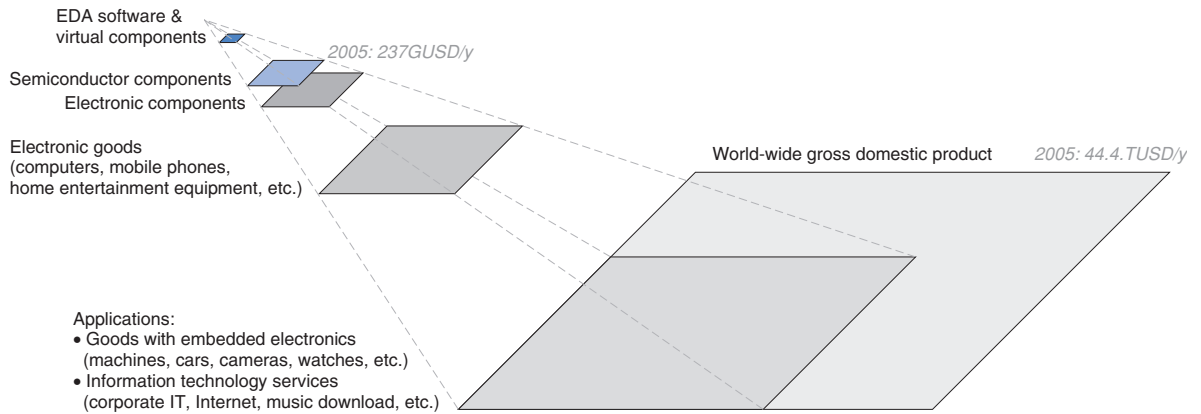 EDA software &
virtual components
2005: 237GUSD/y
Semiconductor components
Electronic components
Electronic goods
(computers, mobile phones,
home entertainment equipment, etc.)
World-wide gross domestic product
2005: 44.4.TUSD/y
Applications:
• Goods with embedded electronics
(machines, cars, cameras, watches, etc.)
• Information technology services
(corporate IT, Internet, music download, etc.)